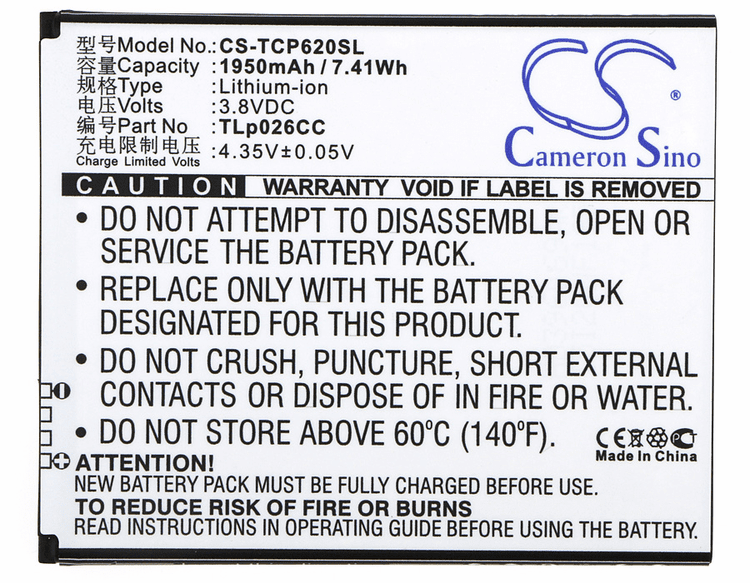 型号Model No.:CS-TCP620SL
容量Capacity :1950mAh / 7.41Wh
规格Type :Lithium-ion
电压Volts :3.8VDC
编号Part No :TLp026CC
充电限制电压
Charge Limited Volts :4.35V±0.05V
CS
®
Cameron Sino
CAUTION WARRANTY VOID IF LABEL IS REMOVED
• DO NOT ATTEMPT TO DISASSEMBLE, OPEN OR
SERVICE THE BATTERY PACK.
• REPLACE ONLY WITH THE BATTERY PACK
DESIGNATED FOR THIS PRODUCT.
• DO NOT CRUSH, PUNCTURE, SHORT EXTERNAL
CONTACTS OR DISPOSE OF IN FIRE OR WATER.
• DO NOT STORE ABOVE 60ºC (140ºF).
CE
Made In China
ATTENTION!
NEW BATTERY PACK MUST BE FULLY CHARGED BEFORE USE.
TO REDUCE RISK OF FIRE OR BURNS
READ INSTRUCTIONS IN OPERATING GUIDE CAREFULLY BEFORE USING THE BATTERY.